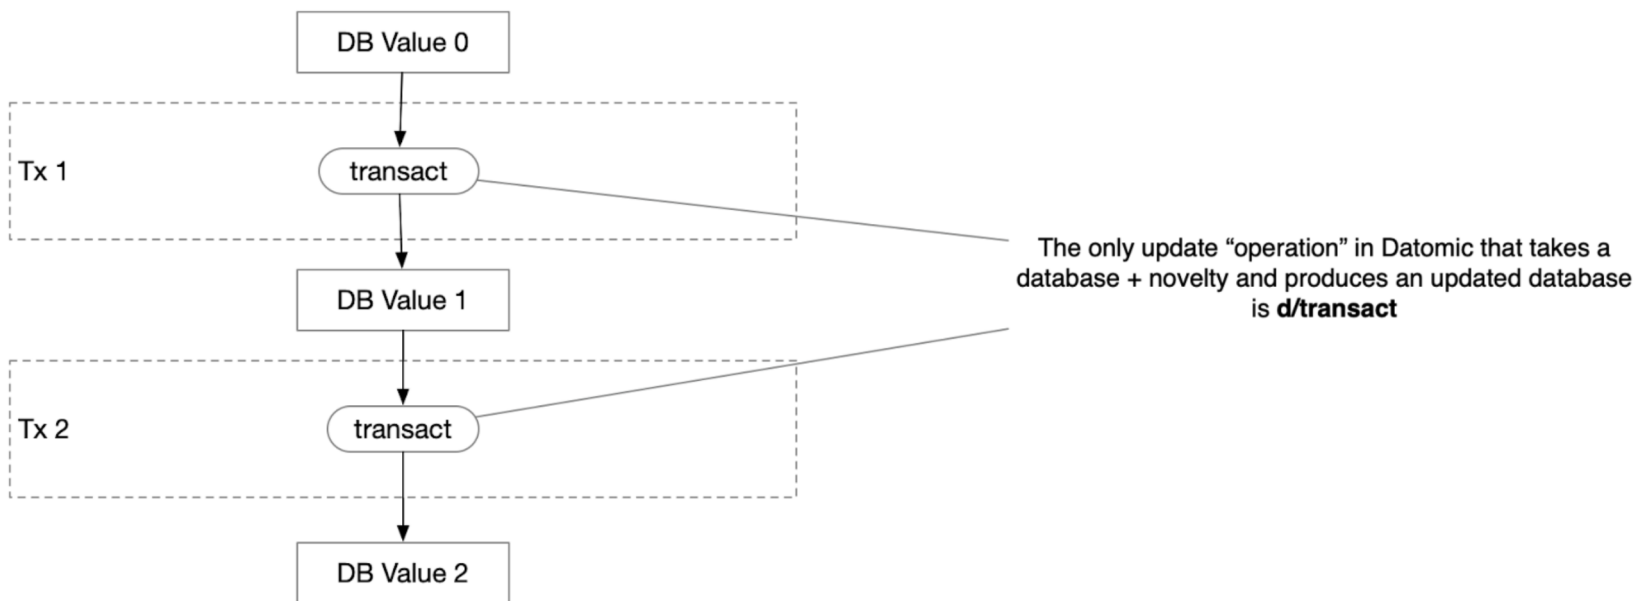 DB Value 0
Tx 1
transact
DB Value 1
The only update “operation” in Datomic that takes a
database + novelty and produces an updated database
is d/transact
Tx 2
transact
DB Value 2